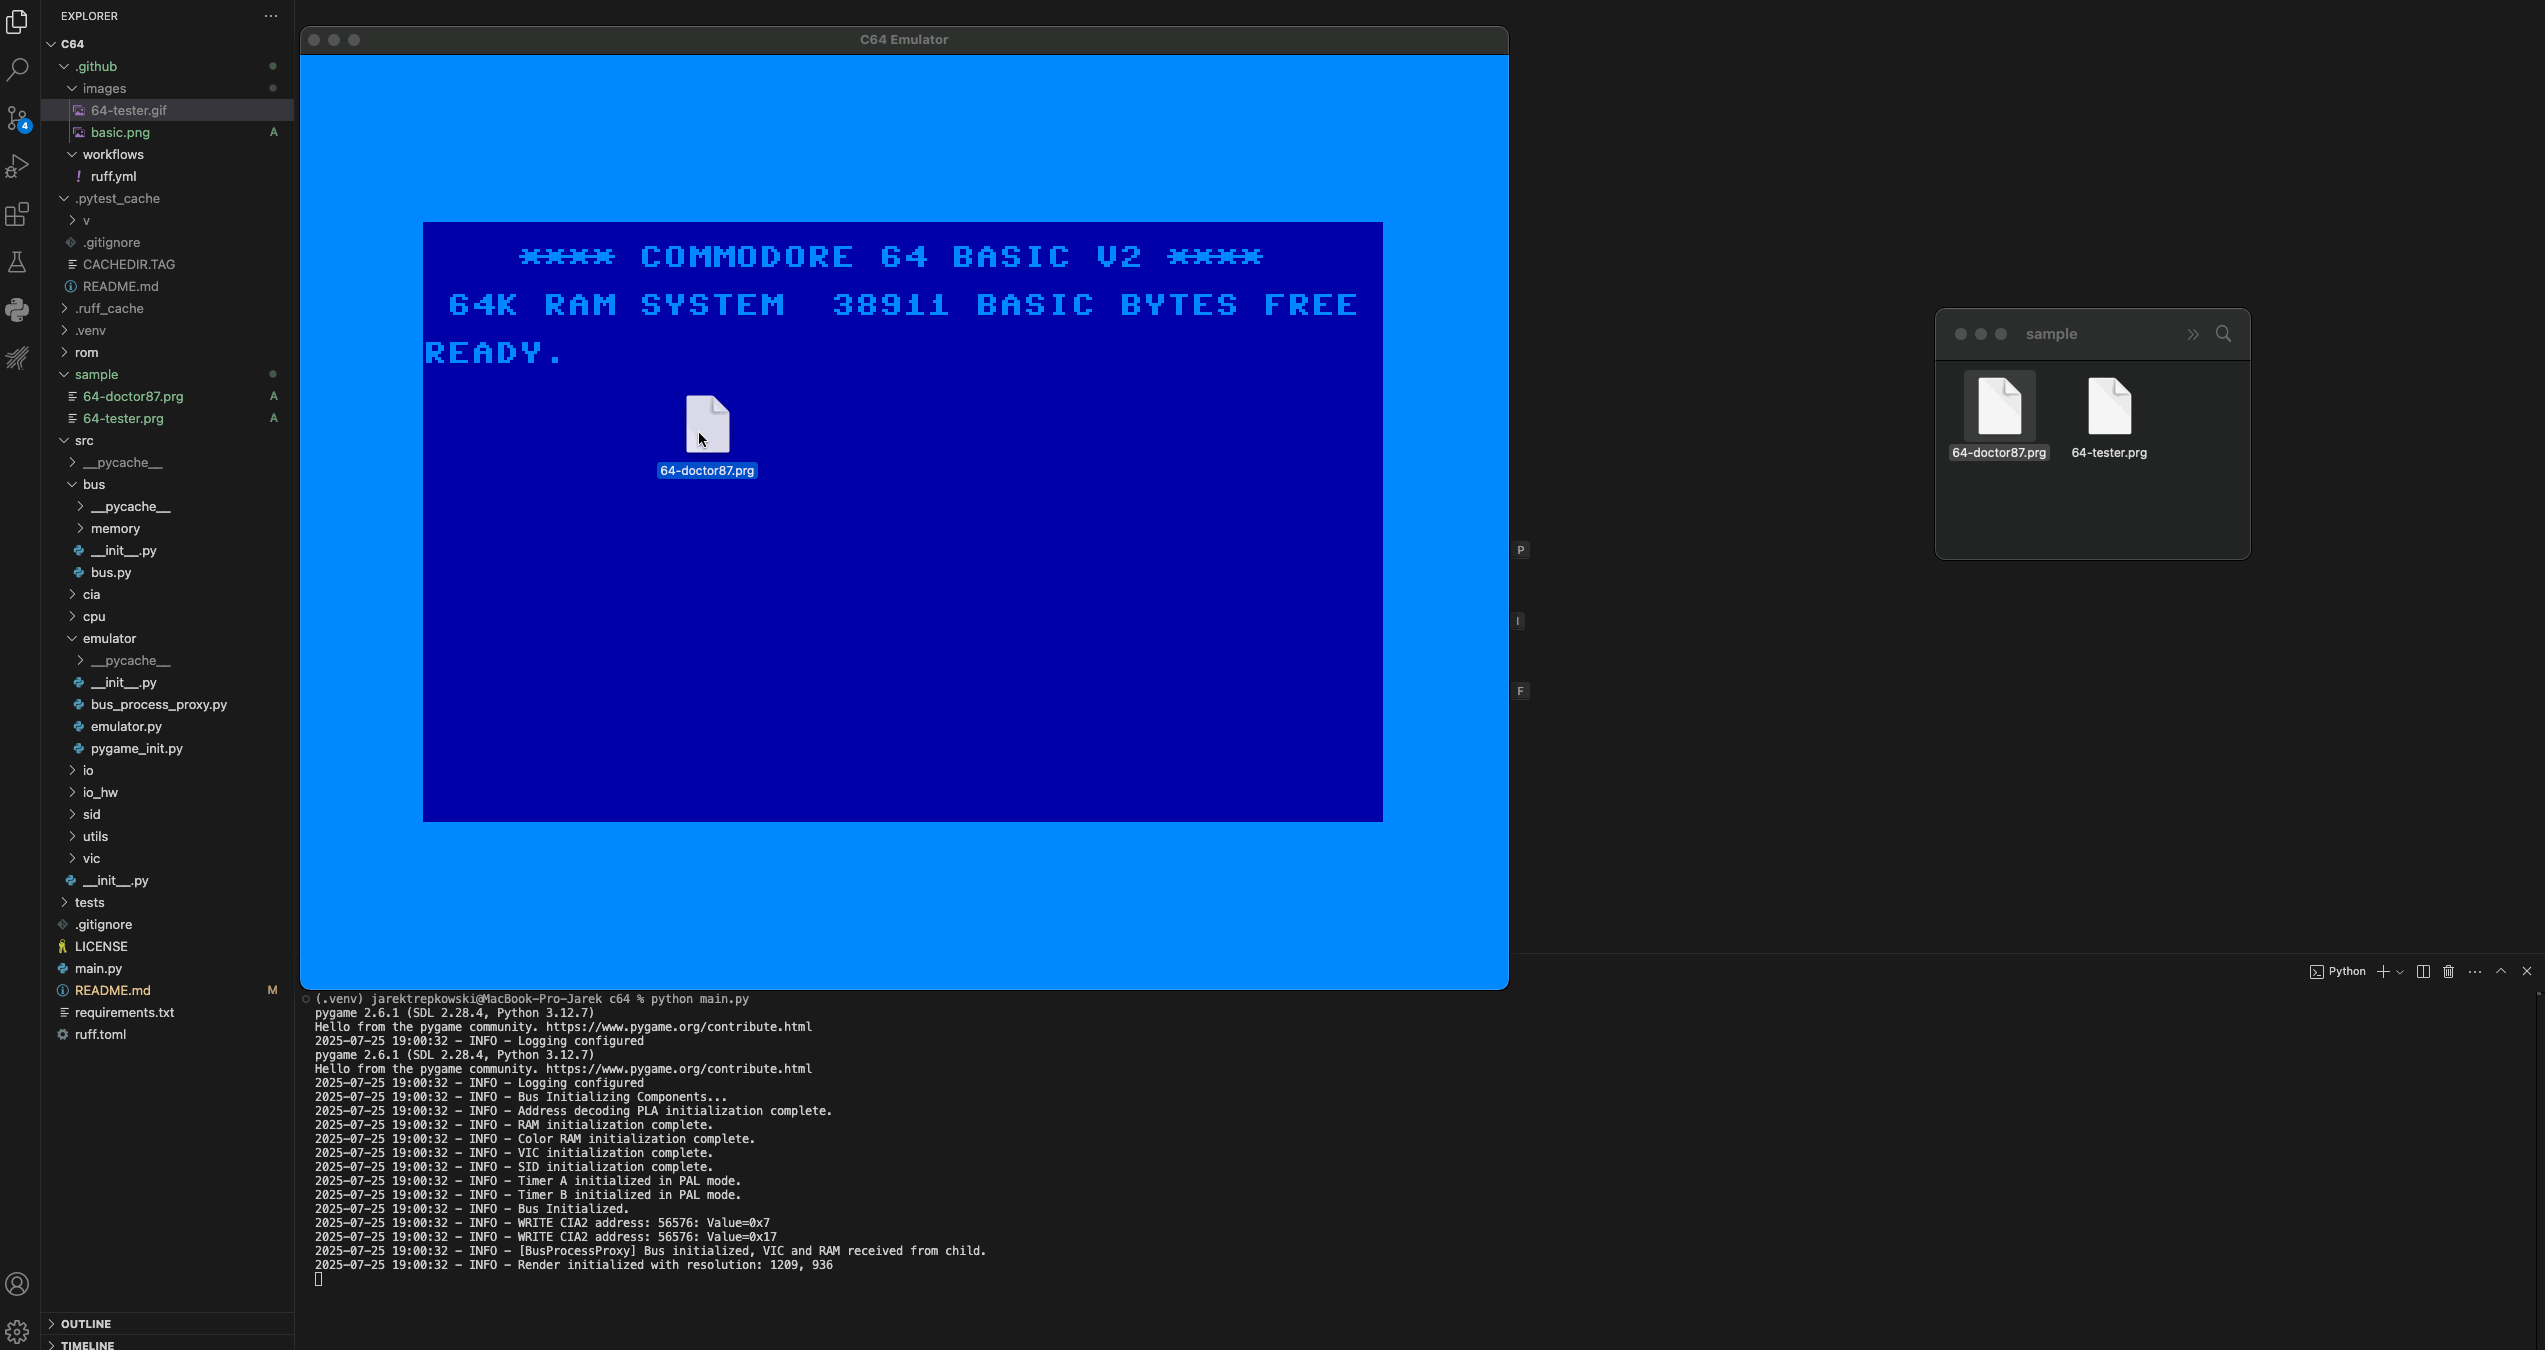 EXPLORER
C64
.github
images
64-tester.gif
basic.png A
workflows
! ruff.yml
.pytest_cache
v
.gitignore
CACHEDIR.TAG
README.md
.ruff_cache
.venv
rom
sample
64-doctor87.prg A
64-tester.prg A
src
__pycache__
bus
__pycache__
memory
__init__.py
bus.py
cia
cpu
emulator
__pycache__
__init__.py
bus_process_proxy.py
emulator.py
pygame_init.py
io
io_hw
sid
utils
vic
__init__.py
tests
.gitignore
LICENSE
main.py
README.md M
requirements.txt
ruff.toml
OUTLINE
TIMELINE
4
C64 Emulator
**** COMMODORE 64 BASIC V2 ****
64K RAM SYSTEM 38911 BASIC BYTES FREE
READY.
64-doctor87.prg
P
I
F
sample
64-doctor87.prg 64-tester.prg
Python
(.venv) jarektrepkowski@MacBook-Pro-Jarek c64 % python main.py
pygame 2.6.1 (SDL 2.28.4, Python 3.12.7)
Hello from the pygame community. https://www.pygame.org/contribute.html
2025-07-25 19:00:32 - INFO - Logging configured
pygame 2.6.1 (SDL 2.28.4, Python 3.12.7)
Hello from the pygame community. https://www.pygame.org/contribute.html
2025-07-25 19:00:32 - INFO - Logging configured
2025-07-25 19:00:32 - INFO - Bus Initializing Components...
2025-07-25 19:00:32 - INFO - Address decoding PLA initialization complete.
2025-07-25 19:00:32 - INFO - RAM initialization complete.
2025-07-25 19:00:32 - INFO - Color RAM initialization complete.
2025-07-25 19:00:32 - INFO - VIC initialization complete.
2025-07-25 19:00:32 - INFO - SID initialization complete.
2025-07-25 19:00:32 - INFO - Timer A initialized in PAL mode.
2025-07-25 19:00:32 - INFO - Timer B initialized in PAL mode.
2025-07-25 19:00:32 - INFO - Bus Initialized.
2025-07-25 19:00:32 - INFO - WRITE CIA2 address: 56576: Value=0x7
2025-07-25 19:00:32 - INFO - WRITE CIA2 address: 56576: Value=0x17
2025-07-25 19:00:32 - INFO - [BusProcessProxy] Bus initialized, VIC and RAM received from child.
2025-07-25 19:00:32 - INFO - Render initialized with resolution: 1209, 936